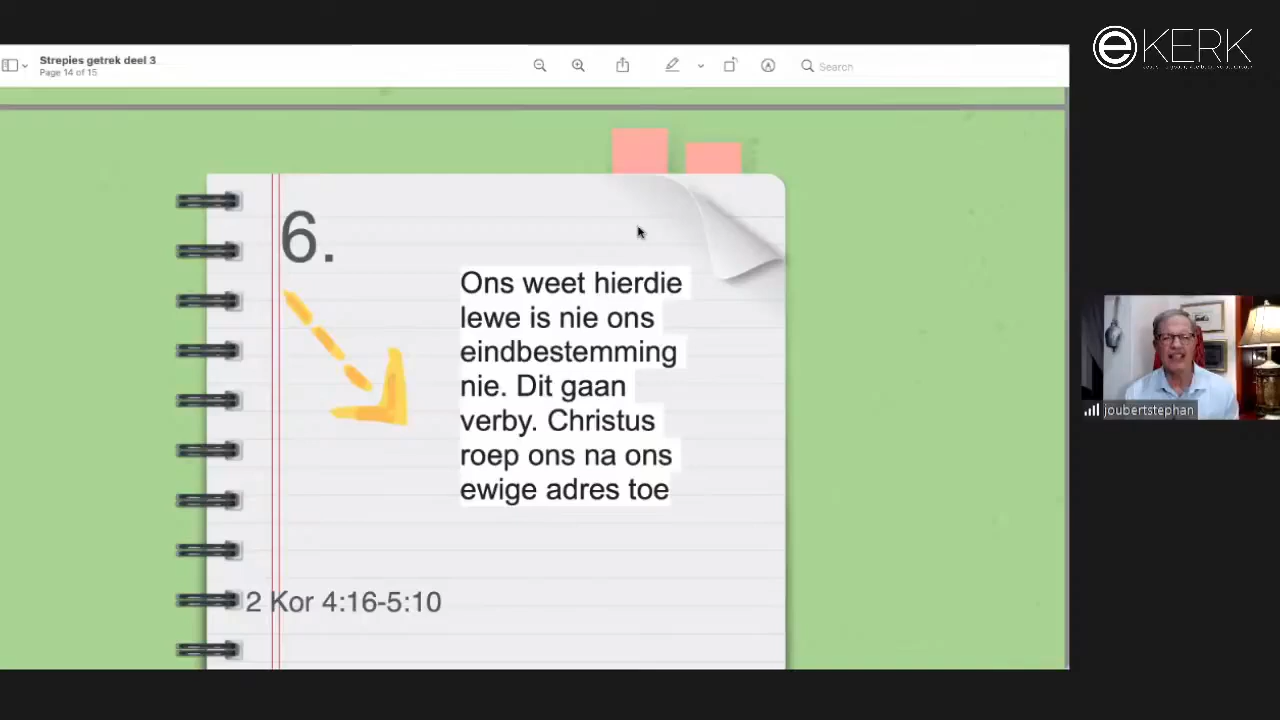 eKERK
Strepies getrek deel 3
Page 14 of 15
Search
6.
Ons weet hierdie
lewe is nie ons
eindbestemming
nie. Dit gaan
verby. Christus
roep ons na ons
ewige adres toe
2 Kor 4:16-5:10
joubertstephan